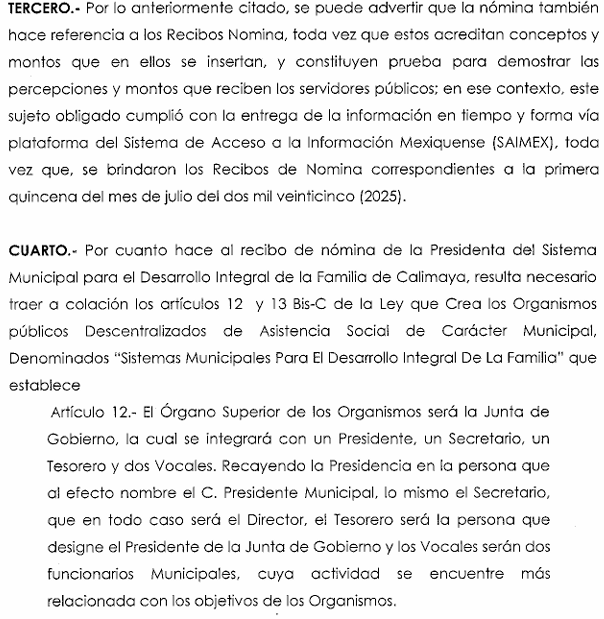 TERCERO.- Por lo anteriormente citado, se puede advertir que la nómina también
hace referencia a los Recibos Nomina, toda vez que estos acreditan conceptos y
montos que en ellos se insertan, y constituyen prueba para demostrar las
percepciones y montos que reciben los servidores públicos; en ese contexto, este
sujeto obligado cumplió con la entrega de la información en tiempo y forma vía
plataforma del Sistema de Acceso a la Información Mexiquense (SAIMEX), toda
vez que, se brindaron los Recibos de Nomina correspondientes a la primera
quincena del mes de julio del dos mil veinticinco (2025).
CUARTO.- Por cuanto hace al recibo de nómina de la Presidenta del Sistema
Municipal para el Desarrollo Integral de la Familia de Calimaya, resulta necesario
traer a colación los artículos 12 y 13 Bis-C de la Ley que Crea los Organismos
públicos Descentralizados de Asistencia Social de Carácter Municipal,
Denominados "Sistemas Municipales Para El Desarrollo Integral De La Familia" que
establece
Artículo 12.- El Órgano Superior de los Organismos será la Junta de
Gobierno, la cual se integrará con un Presidente, un Secretario, un
Tesorero y dos Vocales. Recayendo la Presidencia en la persona que
al efecto nombre el C. Presidente Municipal, lo mismo el Secretario,
que en todo caso será el Director, el Tesorero será la persona que
designe el Presidente de la Junta de Gobierno y los Vocales serán dos
funcionarios Municipales, cuya actividad se encuentre más
relacionada con los objetivos de los Organismos.